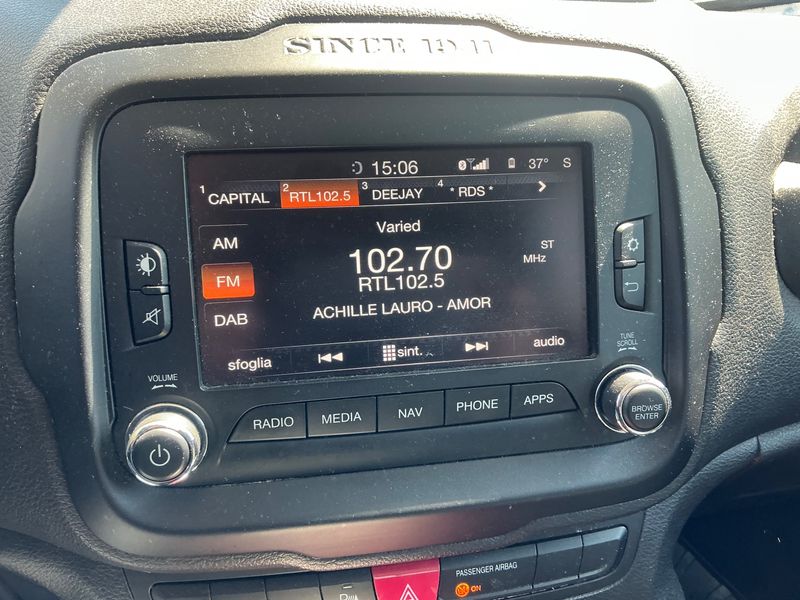 SINCE 1941
15:06 37° S
1 CAPITAL 2 RTL102.5 3 DEEJAY 4 * RDS *
Varied
AM
102.70 ST MHz
FM
RTL102.5
DAB
ACHILLE LAURO - AMOR
sfoglia sint. audio
VOLUME
TUNE
SCROLL
RADIO MEDIA NAV PHONE APPS
BROWSE
ENTER
PASSENGER AIRBAG
ON